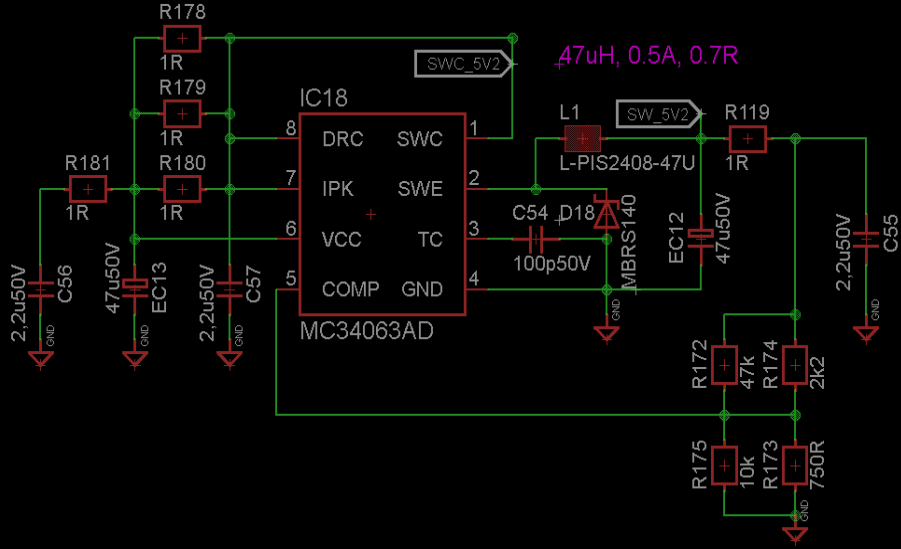 R178
1R
SWC_5V2
47uH, 0.5A, 0.7R
R179
1R
IC18
L1
SW_5V2
R119
8
DRC
SWC
1
L-PIS2408-47U
1R
R181
R180
7
IPK
SWE
2
1R
1R
C54
D18
MBRS140
6
VCC
TC
3
100p50V
EC12
47u50V
2,2u50V
C55
2,2u50V
C56
47u50V
EC13
2,2u50V
C57
5
COMP
GND
4
MC34063AD
GND
GND
GND
GND
GND
R172
47k
R174
2k2
R175
10k
R173
750R
GND